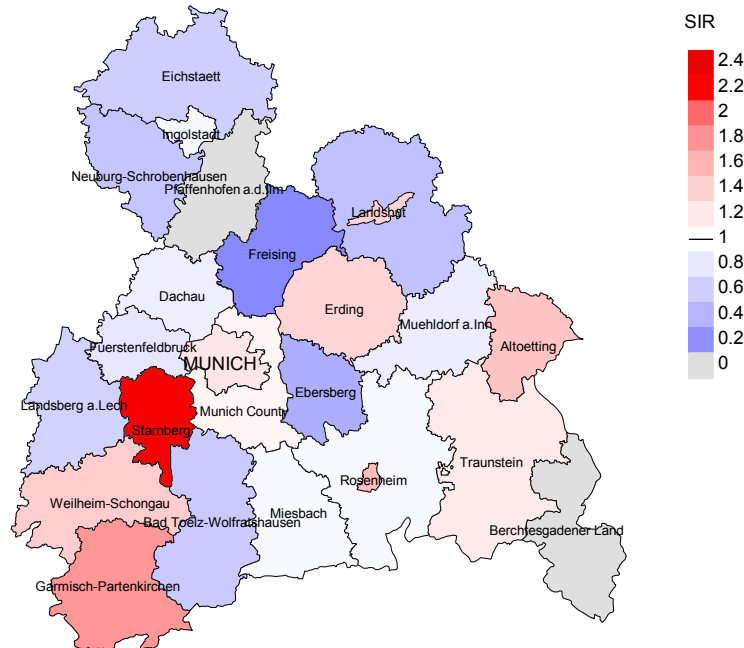 SIR
2.4
2.2
2
1.8
1.6
1.4
1.2
1
0.8
0.6
0.4
0.2
0
Eichstaett
Ingolstadt
Neuburg-Schrobenhausen
Pfaffenhofen a.d.Ilm
Landshut
Freising
Dachau
Erding
Muehldorf a.Inn
Altoetting
Fuerstenfeldbruck
MUNICH
Ebersberg
Landsberg a.Lech
Munich County
Starnberg
Traunstein
Rosenheim
Weilheim-Schongau
Miesbach
Bad Toelz-Wolfratshausen
Berchtesgadener Land
Garmisch-Partenkirchen